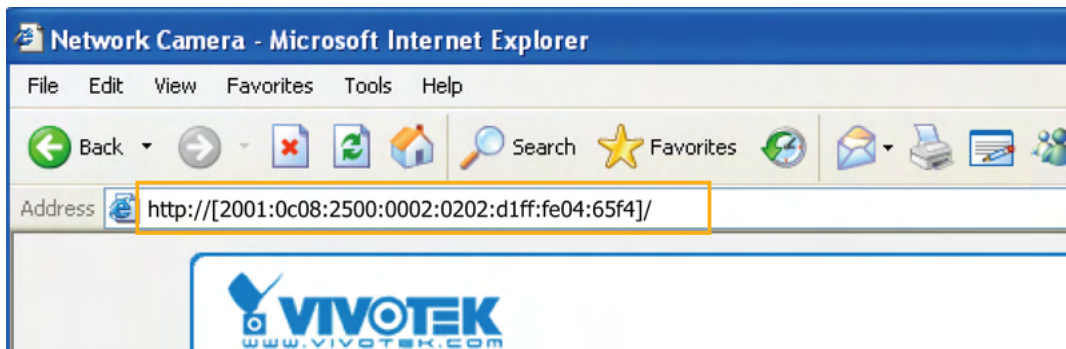 Network Camera - Microsoft Internet Explorer
File Edit View Favorites Tools Help
Back Search Favorites
Address http://[2001:0c08:2500:0002:0202:d1ff:fe04:65f4]/
VIVOTEK
www.vivotek.com